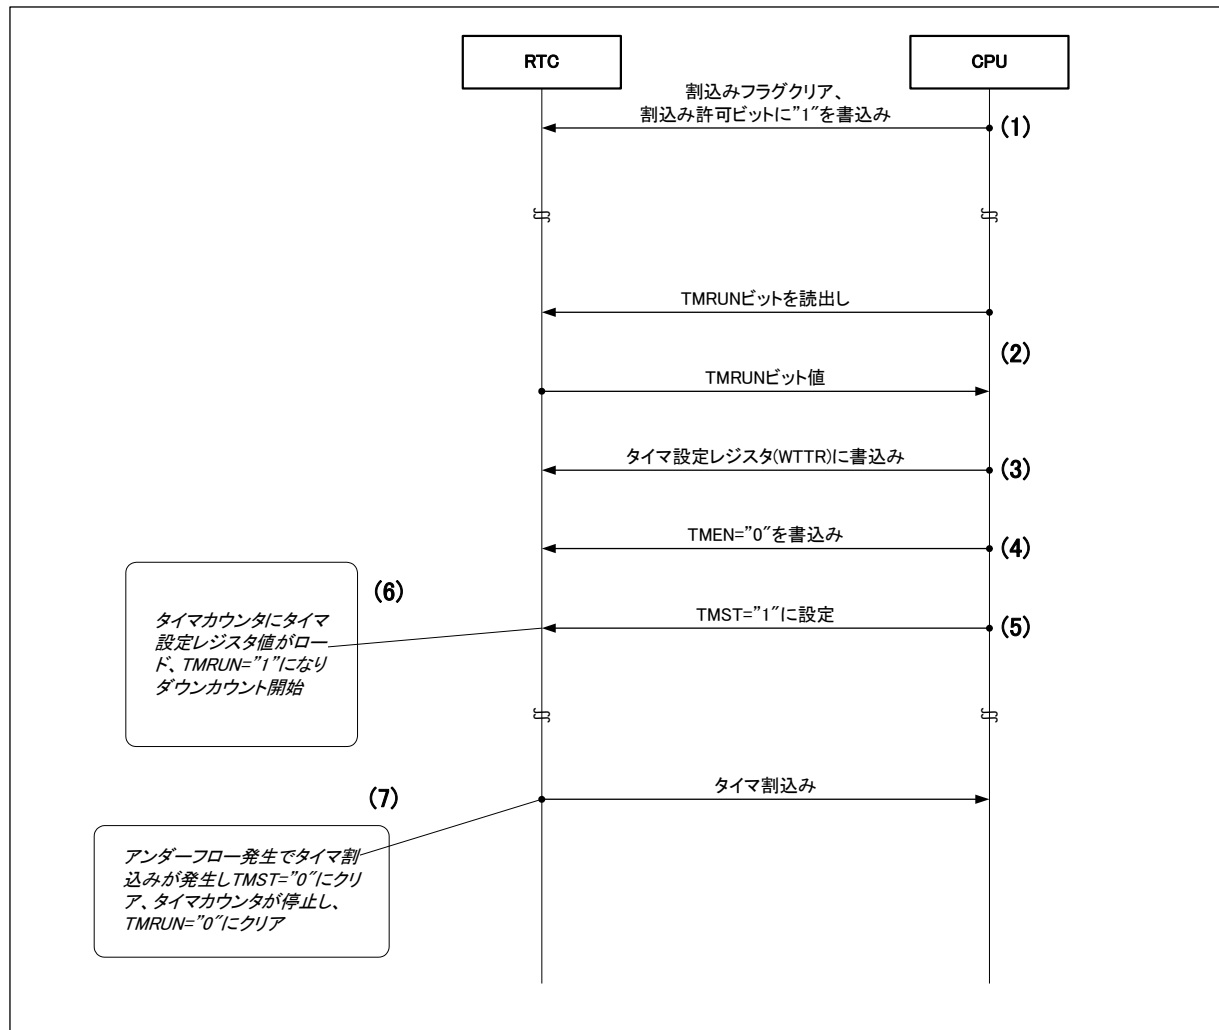 RTC
CPU
割込みフラグクリア、
割込み許可ビットに”1”を書込み
(1)
TMRUNビットを読出し
(2)
TMRUNビット値
タイマ設定レジスタ(WTTR)に書込み
(3)
TMEN=”0”を書込み
(4)
(6)
タイマカウンタにタイマ
設定レジスタ値がロー
ド、TMRUN=”1”になり
ダウンカウント開始
TMST=”1”に設定
(5)
タイマ割込み
(7)
アンダーフロー発生でタイマ割
込みが発生しTMST=”0”にクリ
ア、タイマカウンタが停止し、
TMRUN=”0”にクリア